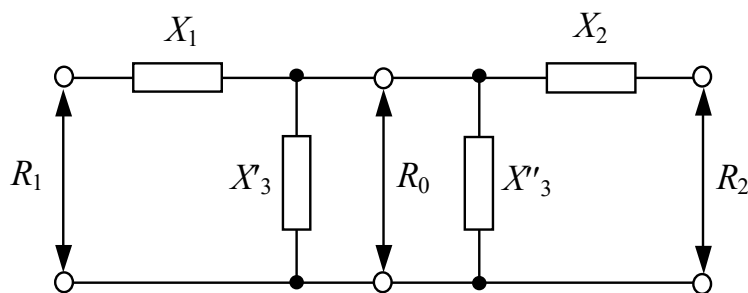 X₁
X₂
R₁
X'₃
R₀
X"₃
R₂